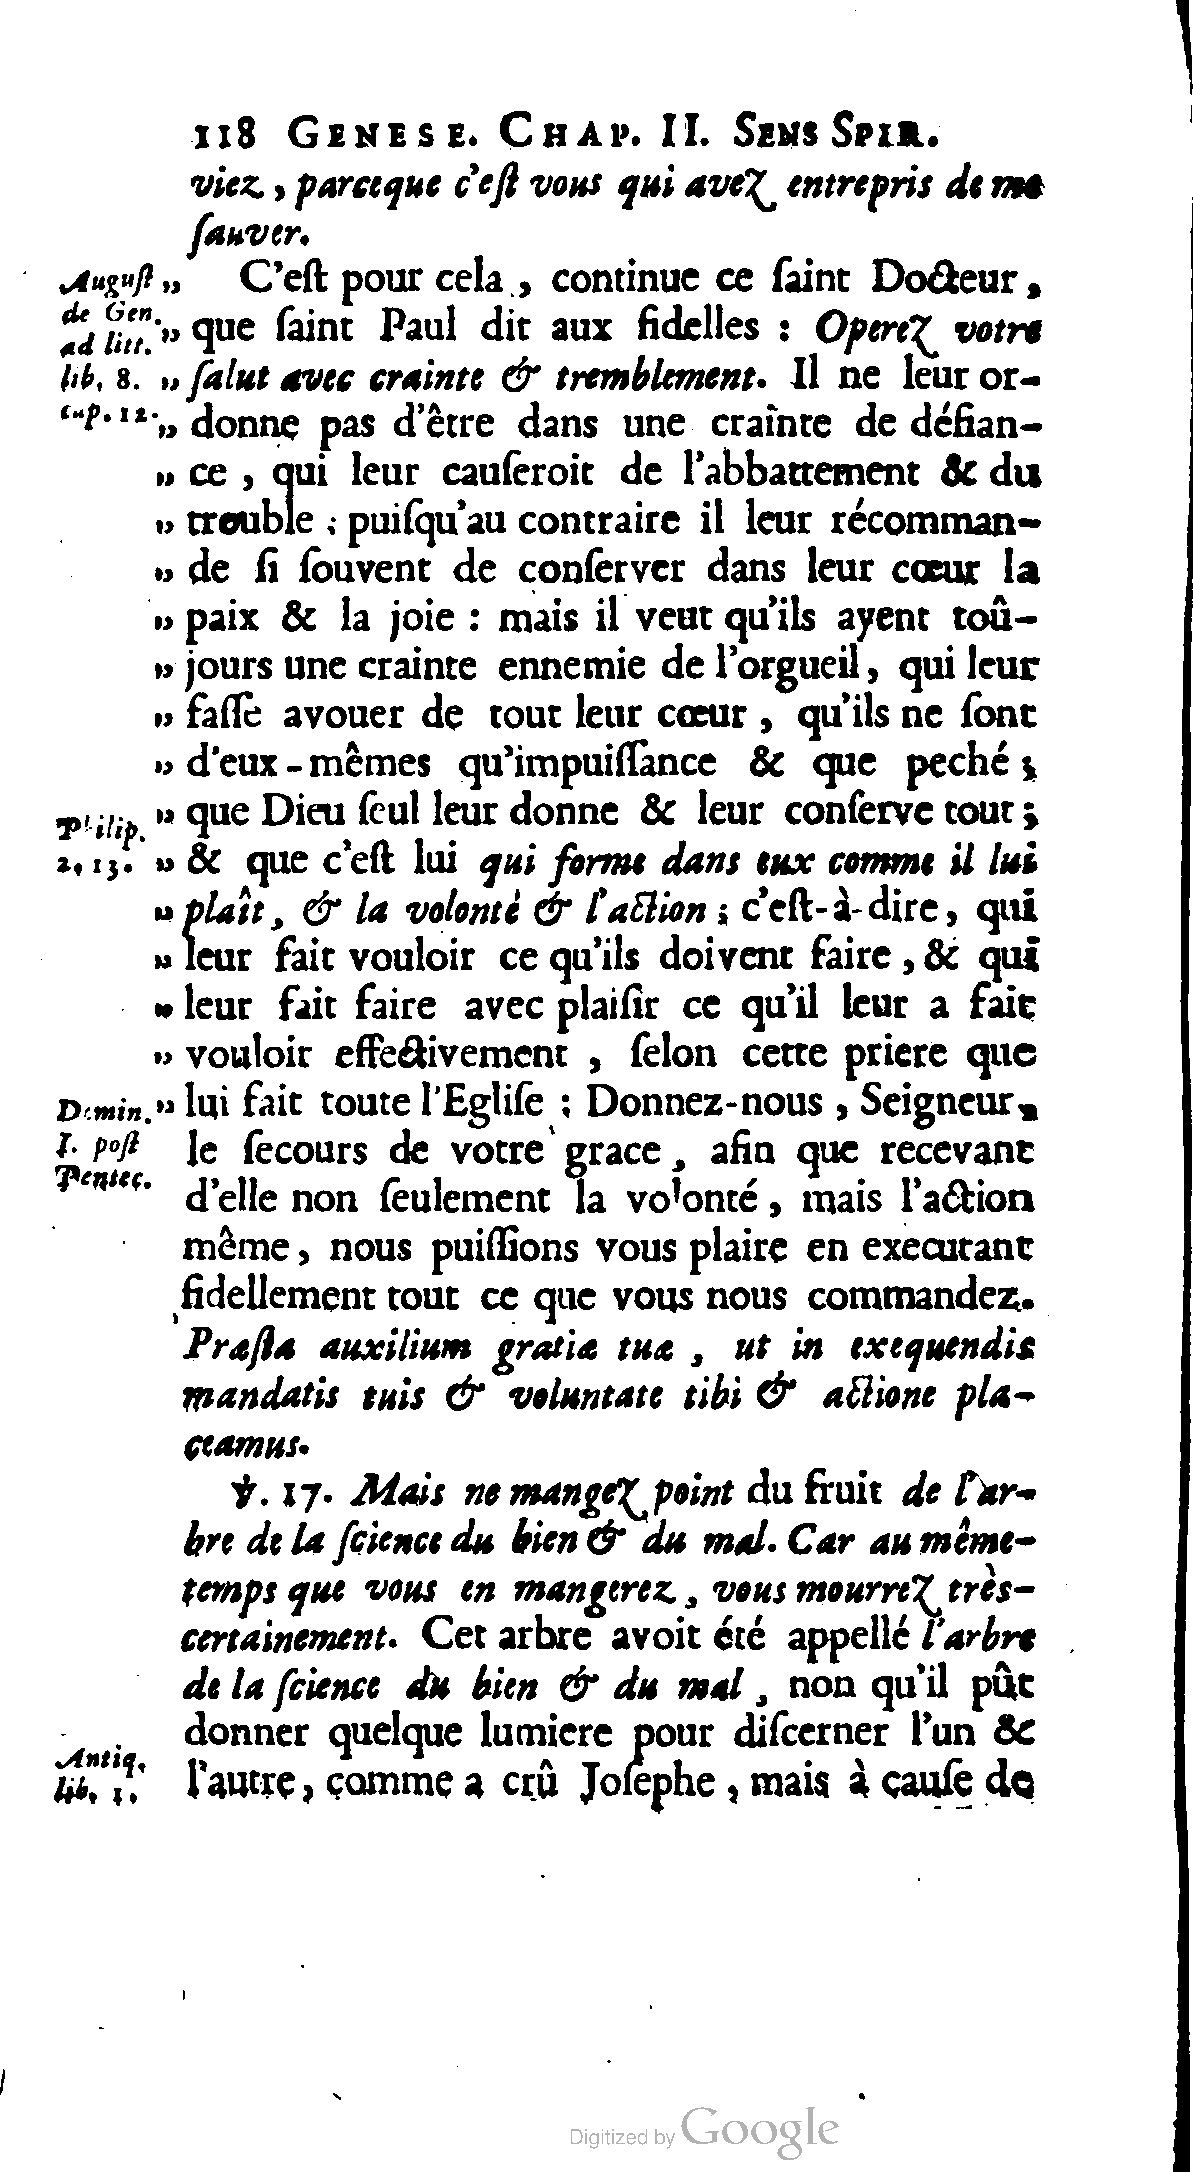 118 GENESE. CHAP. II. SENS SPIR.
viez, parceque c'eſt vous qui avez entrepris de me
ſauver.
Auguſt „ C'eſt pour cela, continue ce ſaint Docteur,
de Gen.
ad litt. „ que ſaint Paul dit aux fidelles : Operez votre
lib. 8. „ ſalut avec crainte & tremblement. Il ne leur or-
cap. 12. „ donne pas d'être dans une crainte de défian-
„ ce, qui leur cauſeroit de l'abbattement & du
„ trouble ; puiſqu'au contraire il leur récomman-
„ de ſi ſouvent de conſerver dans leur cœur la
„ paix & la joie : mais il veut qu'ils ayent toû-
„ jours une crainte ennemie de l'orgueil, qui leur
„ faſſe avouer de tout leur cœur, qu'ils ne ſont
„ d'eux-mêmes qu'impuiſſance & que peché ;
„ que Dieu ſeul leur donne & leur conſerve tout ;
Philip.
2, 13. „ & que c'eſt lui qui forme dans eux comme il lui
„ plaît, & la volonté & l'action ; c'eſt-à-dire, qui
„ leur fait vouloir ce qu'ils doivent faire, & qui
„ leur fait faire avec plaiſir ce qu'il leur a fait
„ vouloir effectivement, ſelon cette priere que
Domin. „ lui fait toute l'Egliſe ; Donnez-nous, Seigneur,
I. poſt le ſecours de votre grace, afin que recevant
Pentec.
d'elle non ſeulement la volonté, mais l'action
même, nous puiſſions vous plaire en executant
fidellement tout ce que vous nous commandez.
Præſta auxilium gratiæ tuæ, ut in exequendis
mandatis tuis & voluntate tibi & actione pla-
ceamus.
℣. 17. Mais ne mangez point du fruit de l'ar-
bre de la ſcience du bien & du mal. Car au même-
temps que vous en mangerez, vous mourrez très-
certainement. Cet arbre avoit été appellé l'arbre
de la ſcience du bien & du mal, non qu'il pût
donner quelque lumiere pour diſcerner l'un &
Antiq.
lib. 1. l'autre, comme a crû Joſephe, mais à cauſe de
Digitized by Google